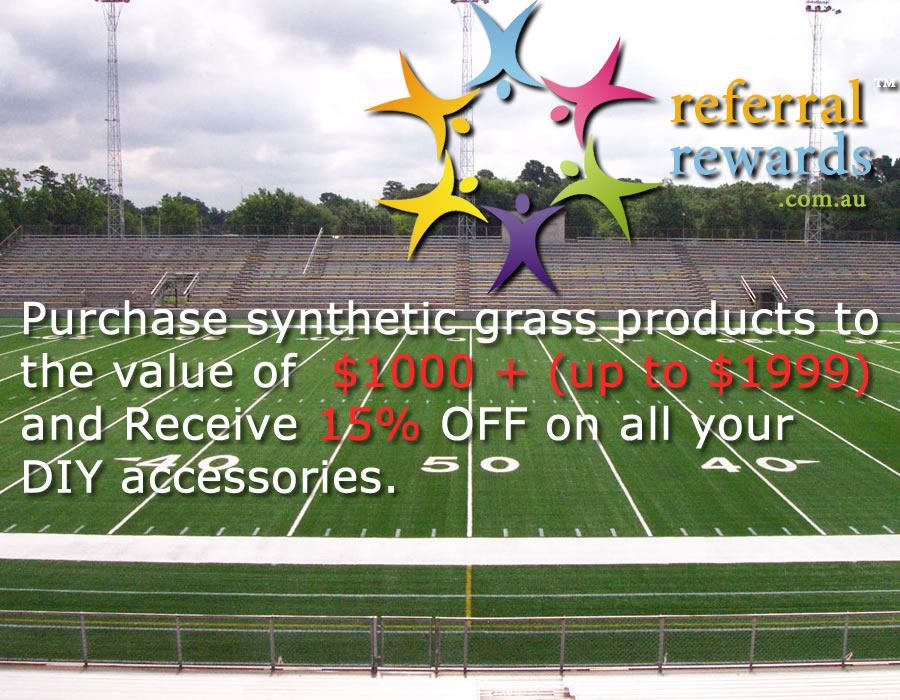 referral ™
rewards
.com.au
Purchase synthetic grass products to
the value of $1000 + (up to $1999)
and Receive 15% OFF on all your
DIY accessories.
40 50 40